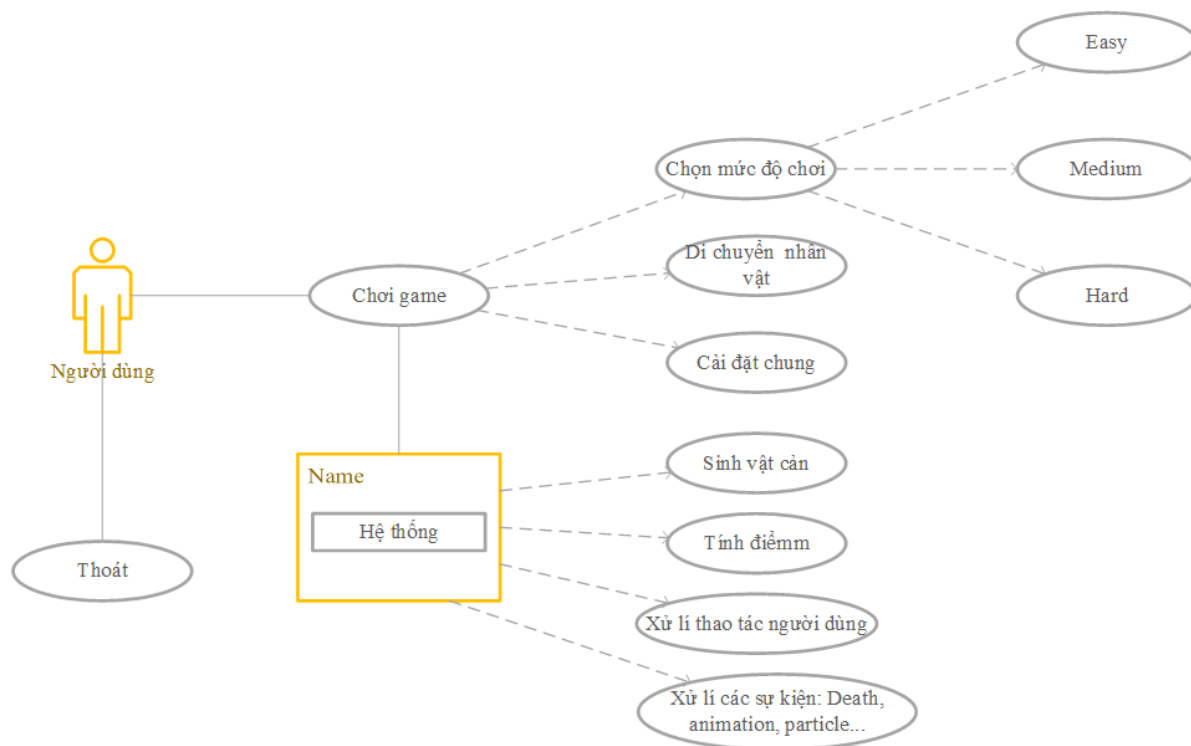 Easy
Chọn mức độ chơi
Medium
Di chuyển nhân
vật
Chơi game
Hard
Người dùng
Cài đặt chung
Name
Sinh vật cản
Hệ thống
Tính điểmm
Thoát
Xử lí thao tác người dùng
Xử lí các sự kiện: Death,
animation, particle...